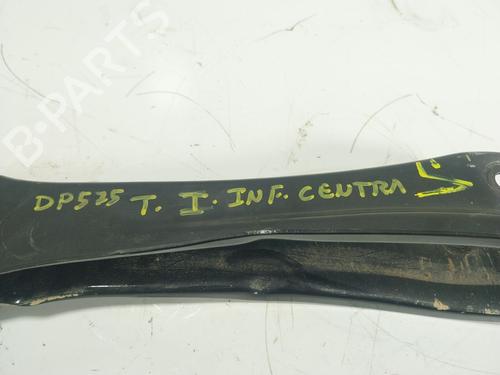 B-PARTS
DP525 T. I. INF. CENTRA